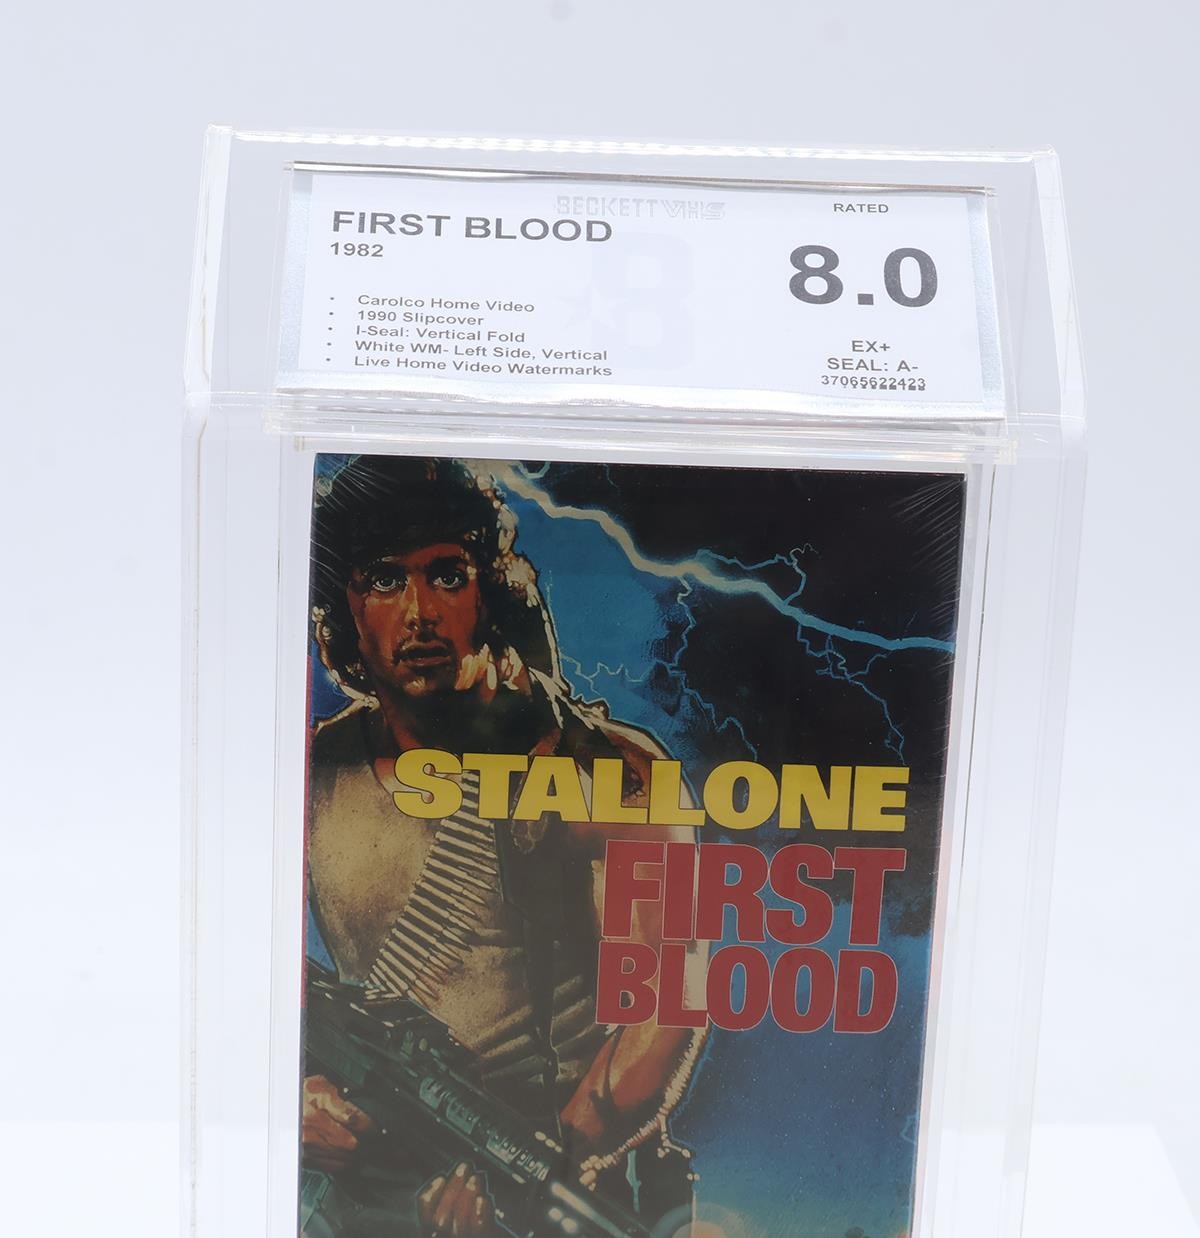 BECKETT VHS
RATED
FIRST BLOOD
1982
8.0
• Carolco Home Video
• 1990 Slipcover
• I-Seal: Vertical Fold
• White WM- Left Side, Vertical
• Live Home Video Watermarks
EX+
SEAL: A-
37065622423
B
STALLONE
FIRST
BLOOD